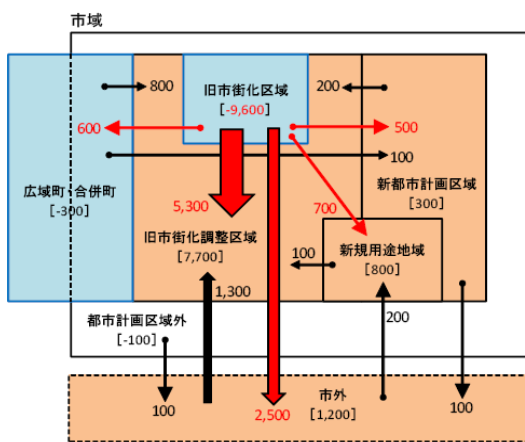 市域
800
旧市街化区域
[-9,600]
200
600
500
100
広域町・合併町
[-300]
新都市計画区域
[300]
5,300
700
旧市街化調整区域
[7,700]
100
新規用途地域
[800]
1,300
都市計画区域外
[-100]
200
100
2,500
市外
[1,200]
100